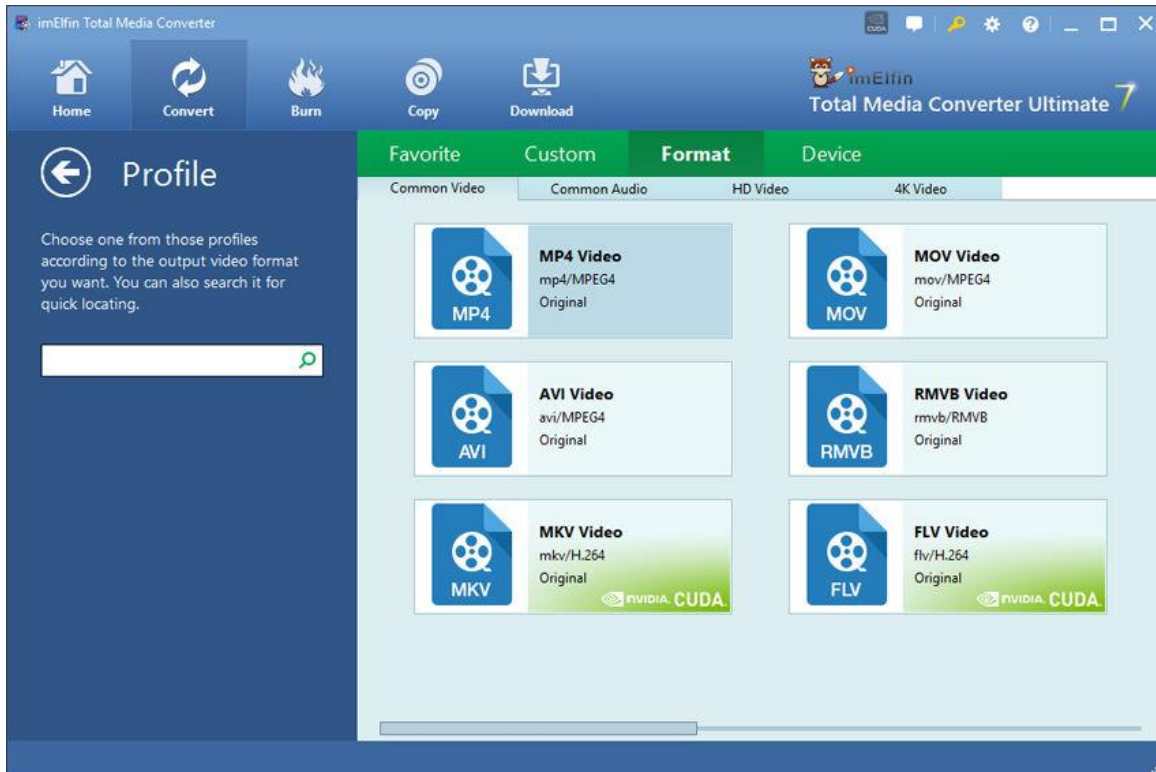 imElfin Total Media Converter
CUDA
Home
Convert
Burn
Copy
Download
imElfin
Total Media Converter Ultimate 7
Profile
Choose one from those profiles
according to the output video format
you want. You can also search it for
quick locating.
Favorite
Custom
Format
Device
Common Video
Common Audio
HD Video
4K Video
MP4
MP4 Video
mp4/MPEG4
Original
MOV
MOV Video
mov/MPEG4
Original
AVI
AVI Video
avi/MPEG4
Original
RMVB
RMVB Video
rmvb/RMVB
Original
MKV
MKV Video
mkv/H.264
Original
NVIDIA. CUDA.
FLV
FLV Video
flv/H.264
Original
NVIDIA. CUDA.